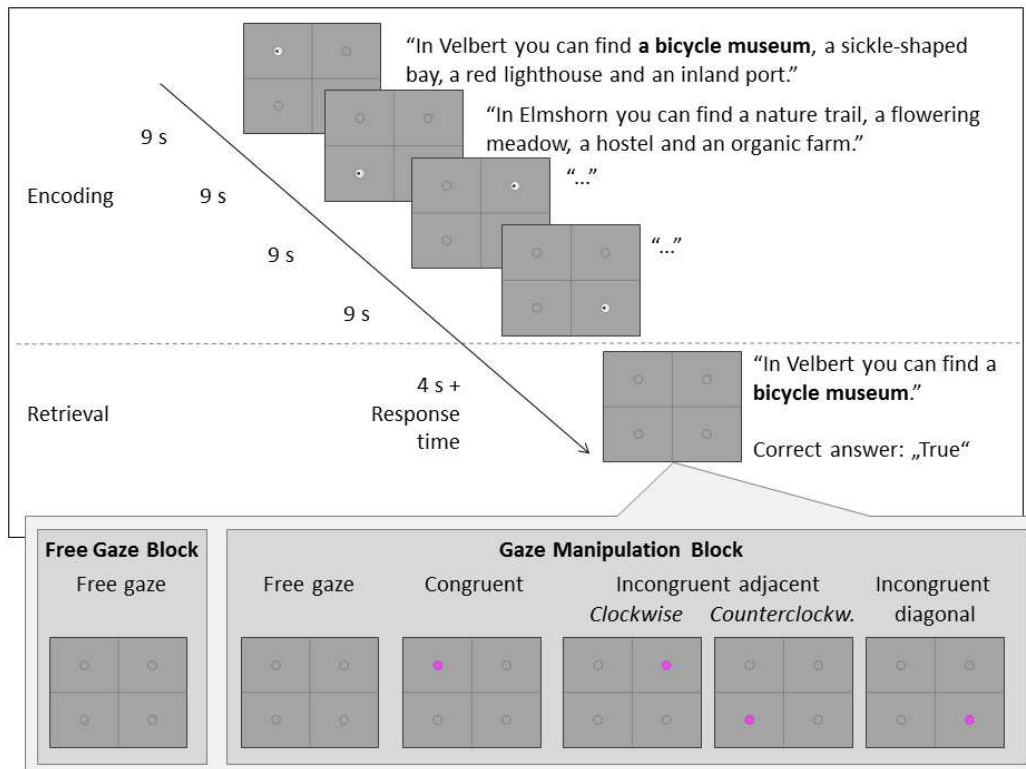 “In Velbert you can find a bicycle museum, a sickle-shaped
bay, a red lighthouse and an inland port.”
“In Elmshorn you can find a nature trail, a flowering
meadow, a hostel and an organic farm.”
9 s
“...”
Encoding
9 s
“...”
9 s
9 s
“In Velbert you can find a
bicycle museum.”
4 s +
Retrieval
Response
time
Correct answer: „True“
Free Gaze Block
Gaze Manipulation Block
Free gaze
Free gaze
Congruent
Incongruent adjacent
Incongruent
Clockwise
Counterclockw.
diagonal